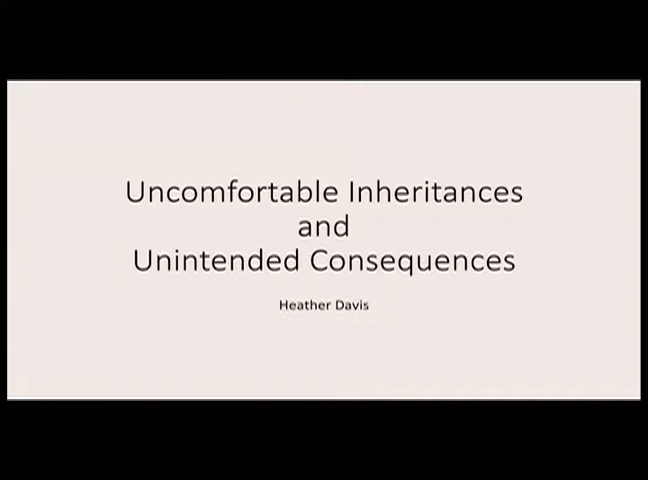 Uncomfortable Inheritances
and
Unintended Consequences
Heather Davis